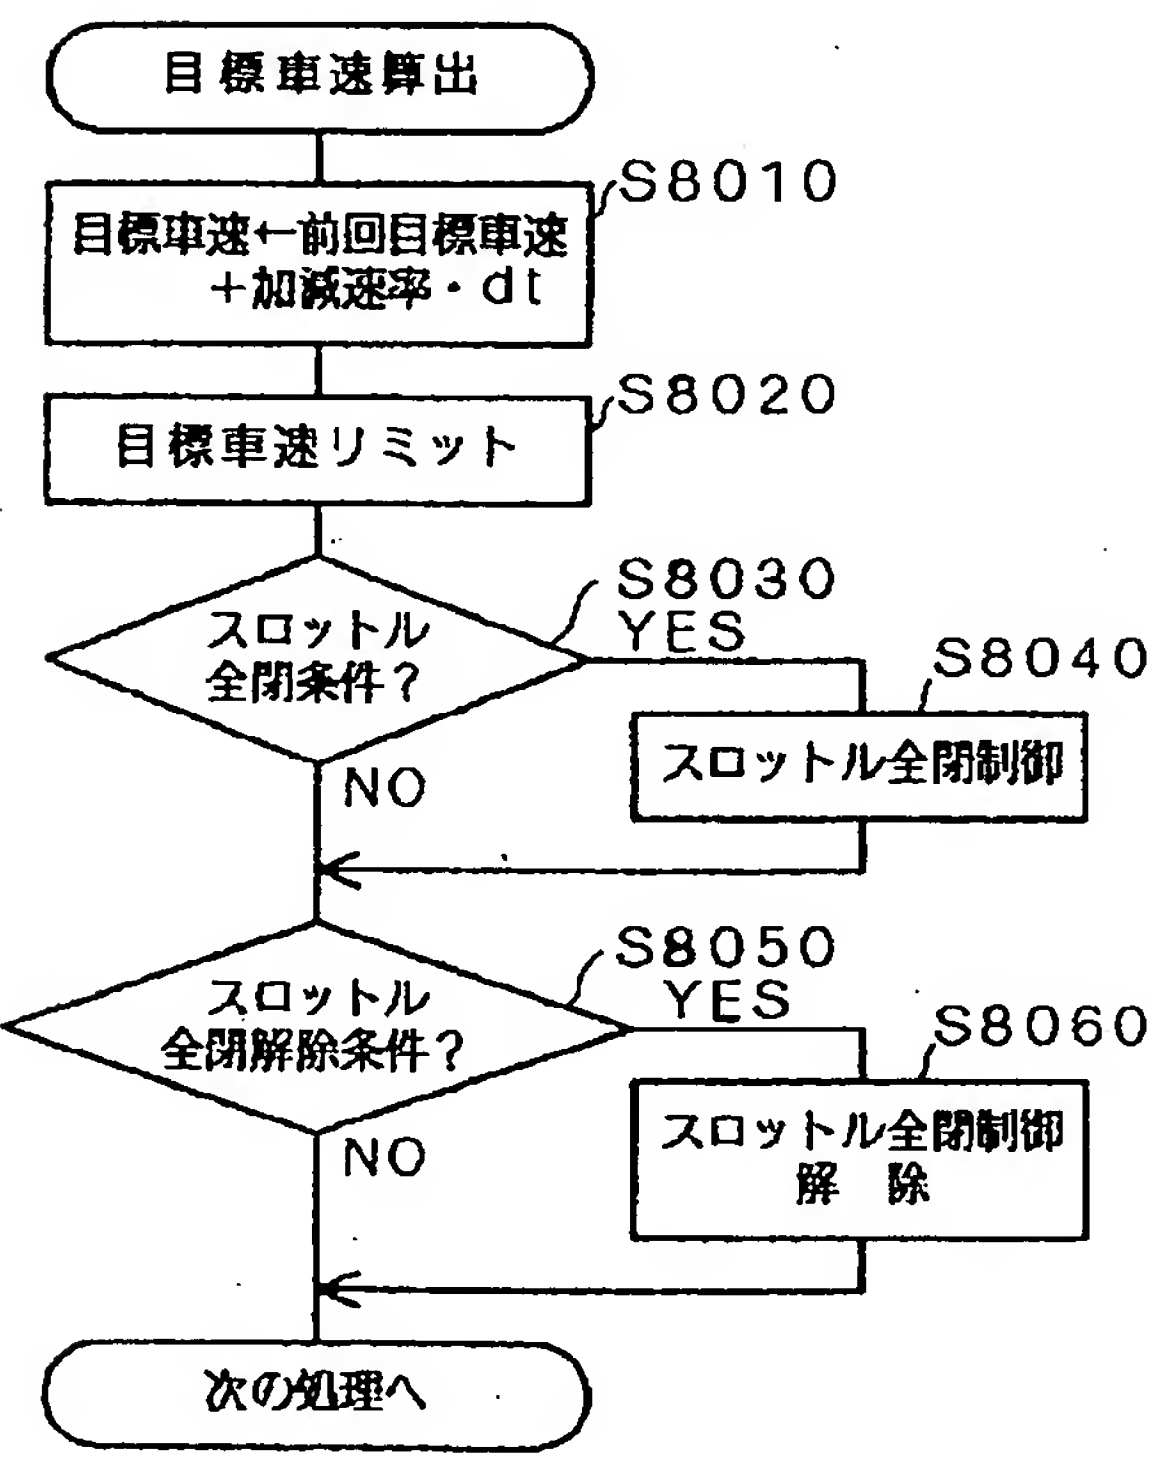 目標車速算出
S8010
目標車速←前回目標車速
+加減速率・dt
S8020
目標車速リミット
S8030
YES
スロットル
全閉条件?
S8040
スロットル全閉制御
NO
S8050
YES
スロットル
全閉解除条件?
S8060
スロットル全閉制御
解 除
NO
次の処理へ